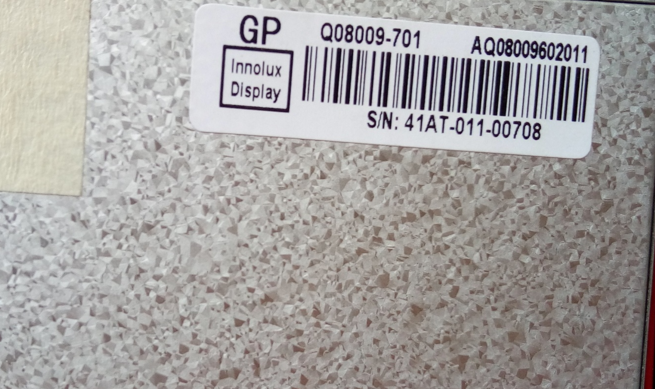 GP Q08009-701 AQ08009602011
Innolux
Display
S/N: 41AT-011-00708